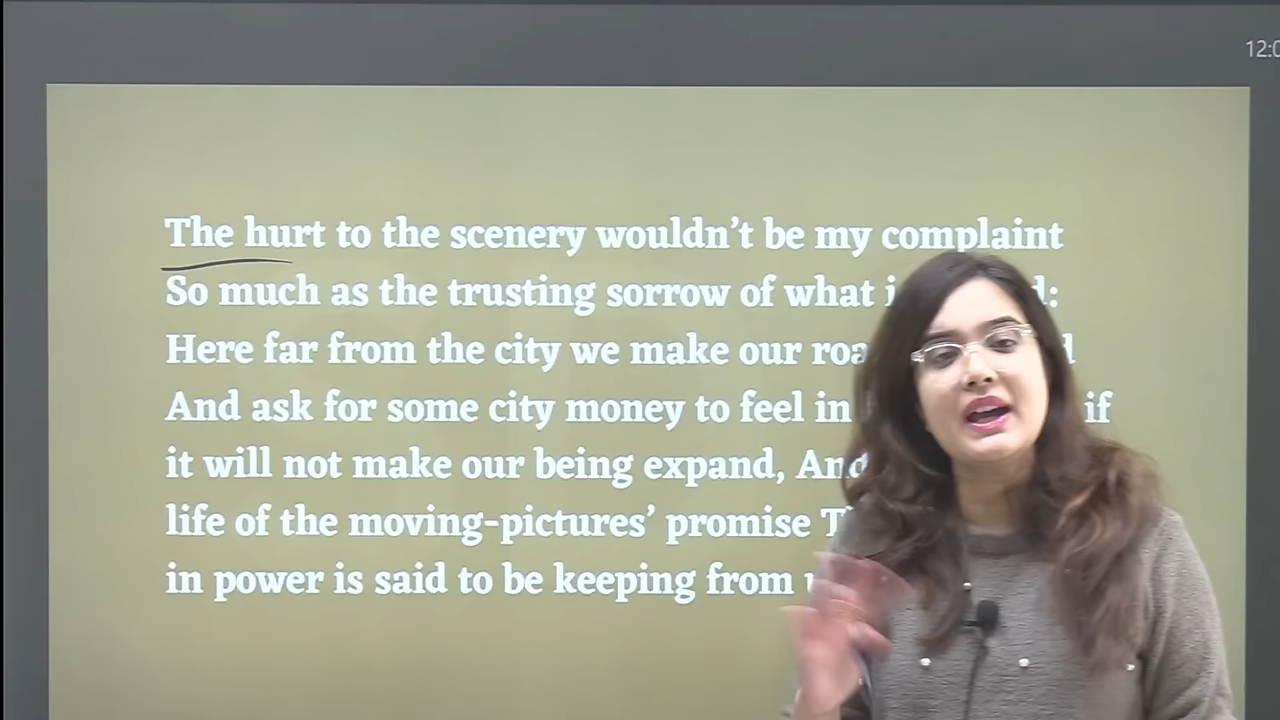 12:0
The hurt to the scenery wouldn’t be my complaint
So much as the trusting sorrow of what
Here far from the city we make our
And ask for some city money to feel in if
it will not make our being expand, And
life of the moving-pictures’ promise
in power is said to be keeping from